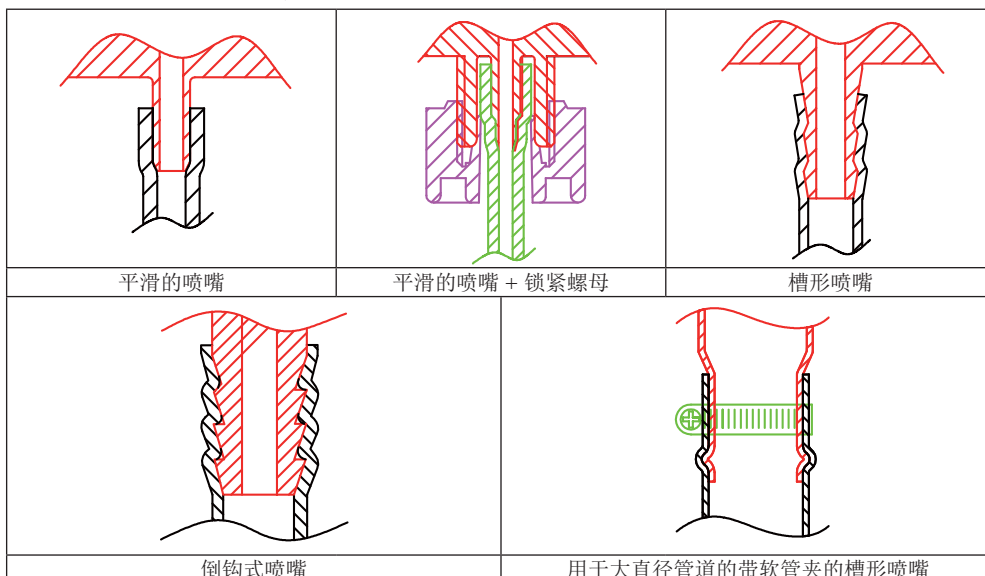 平滑的喷嘴
平滑的喷嘴 + 锁紧螺母
槽形喷嘴
倒钩式喷嘴
用于大直径管道的带软管夹的槽形喷嘴